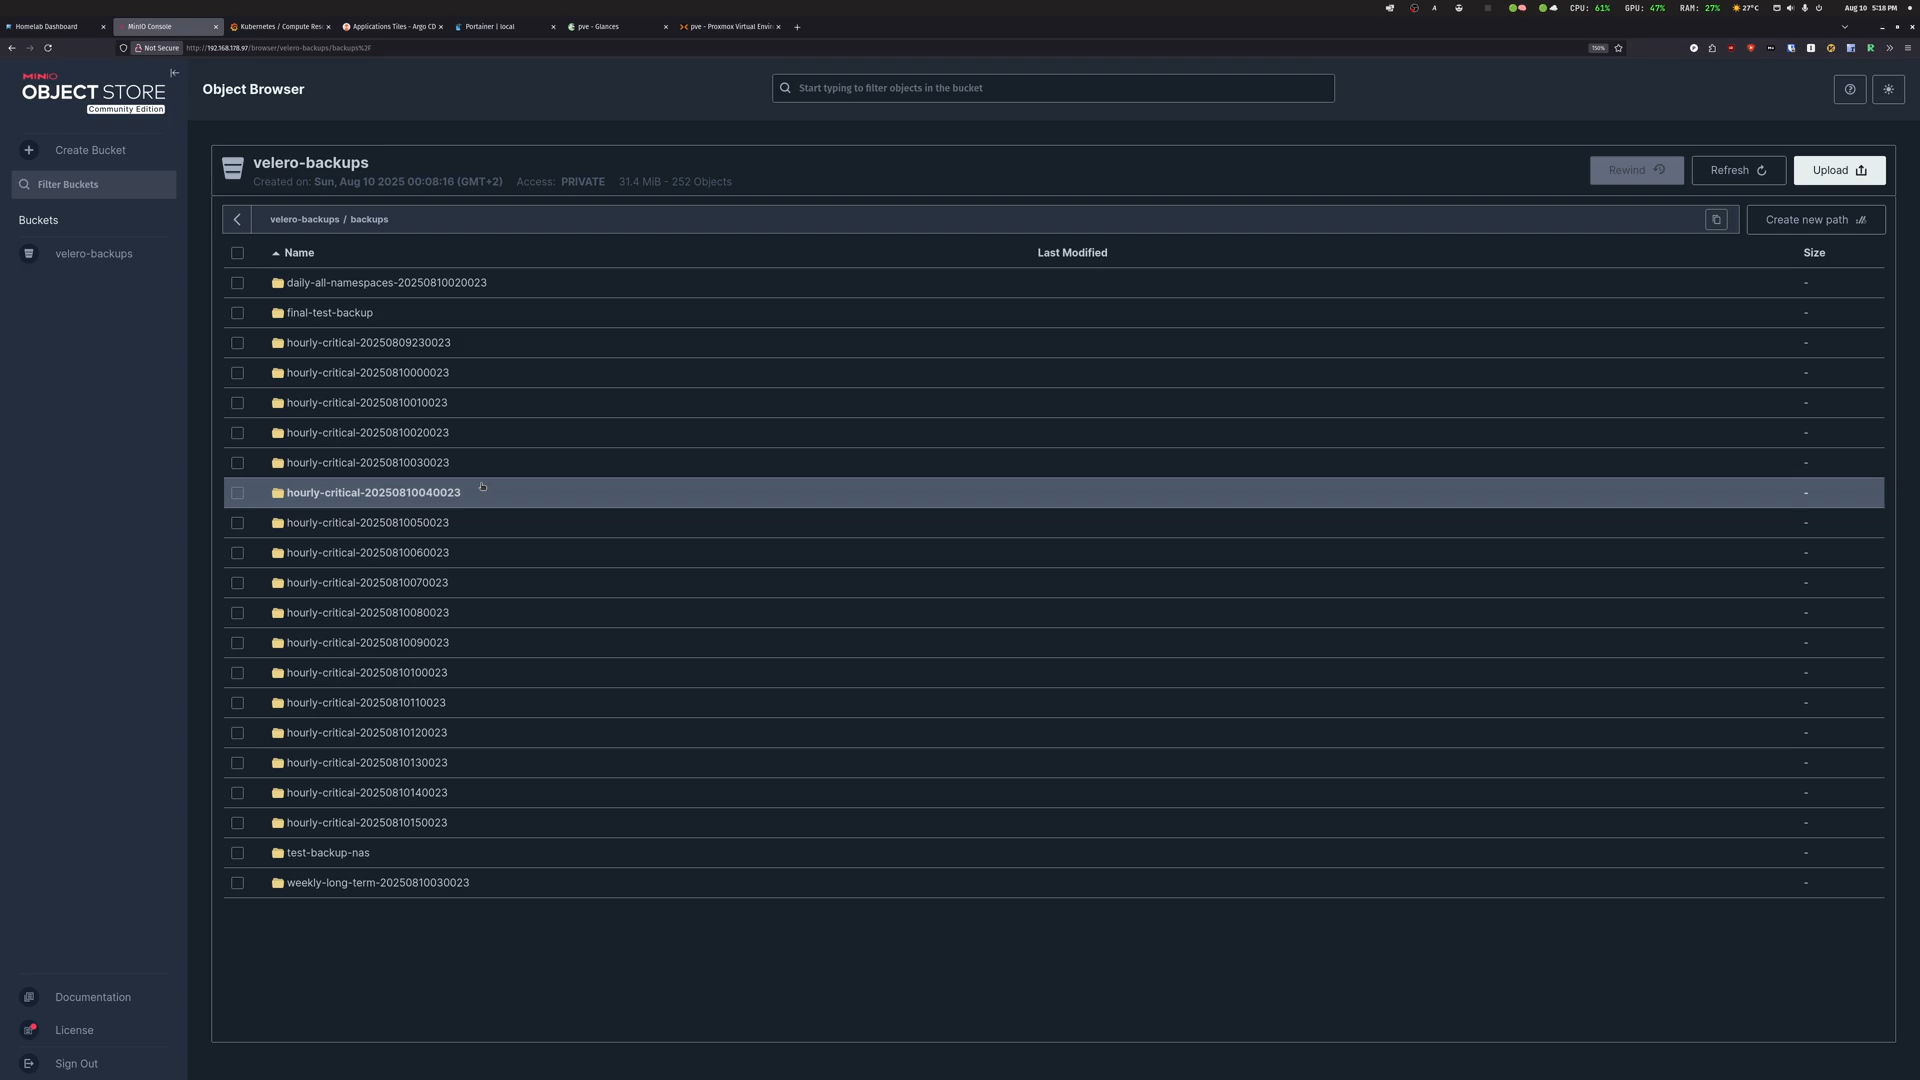 CPU: 61% GPU: 47% RAM: 27% 27°C Aug 10 5:18 PM
Homelab Dashboard
MinIO Console
Kubernetes / Compute Res
Applications Tiles - Argo CD
Portainer | local
pve - Glances
pve - Proxmox Virtual Envir
Not Secure http://192.168.178.97/browser/velero-backups/backups%2F 150%
MINIO
OBJECT STORE
Community Edition
Object Browser
Start typing to filter objects in the bucket
Create Bucket
Filter Buckets
Buckets
velero-backups
velero-backups
Created on: Sun, Aug 10 2025 00:08:16 (GMT+2) Access: PRIVATE 31.4 MiB - 252 Objects
Rewind
Refresh
Upload
velero-backups / backups
Create new path
Name Last Modified Size
daily-all-namespaces-20250810020023 -
final-test-backup -
hourly-critical-20250809230023 -
hourly-critical-20250810000023 -
hourly-critical-20250810010023 -
hourly-critical-20250810020023 -
hourly-critical-20250810030023 -
hourly-critical-20250810040023 -
hourly-critical-20250810050023 -
hourly-critical-20250810060023 -
hourly-critical-20250810070023 -
hourly-critical-20250810080023 -
hourly-critical-20250810090023 -
hourly-critical-20250810100023 -
hourly-critical-20250810110023 -
hourly-critical-20250810120023 -
hourly-critical-20250810130023 -
hourly-critical-20250810140023 -
hourly-critical-20250810150023 -
test-backup-nas -
weekly-long-term-20250810030023 -
Documentation
License
Sign Out